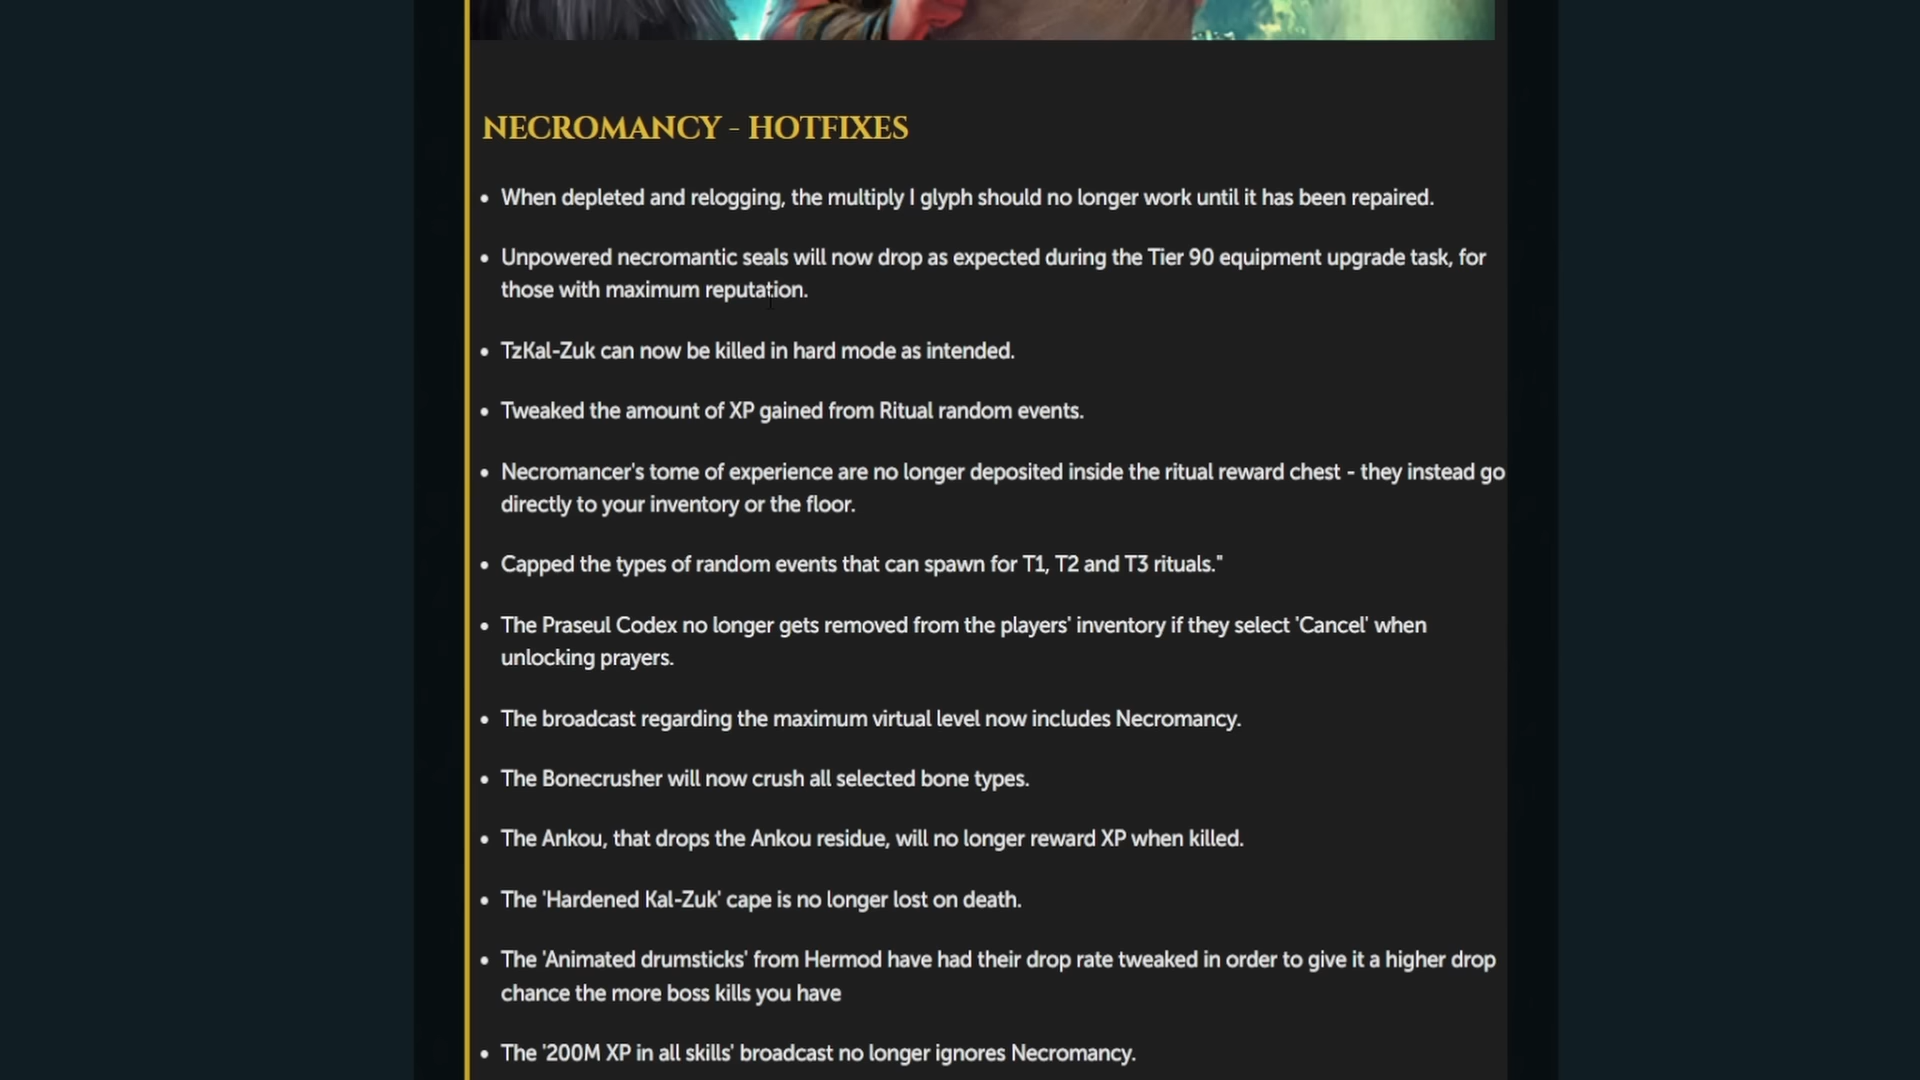 NECROMANCY - HOTFIXES
• When depleted and relogging, the multiply I glyph should no longer work until it has been repaired.
• Unpowered necromantic seals will now drop as expected during the Tier 90 equipment upgrade task, for
those with maximum reputation.
• TzKal-Zuk can now be killed in hard mode as intended.
• Tweaked the amount of XP gained from Ritual random events.
• Necromancer's tome of experience are no longer deposited inside the ritual reward chest - they instead go
directly to your inventory or the floor.
• Capped the types of random events that can spawn for T1, T2 and T3 rituals."
• The Praseul Codex no longer gets removed from the players' inventory if they select 'Cancel' when
unlocking prayers.
• The broadcast regarding the maximum virtual level now includes Necromancy.
• The Bonecrusher will now crush all selected bone types.
• The Ankou, that drops the Ankou residue, will no longer reward XP when killed.
• The 'Hardened Kal-Zuk' cape is no longer lost on death.
• The 'Animated drumsticks' from Hermod have had their drop rate tweaked in order to give it a higher drop
chance the more boss kills you have
• The '200M XP in all skills' broadcast no longer ignores Necromancy.